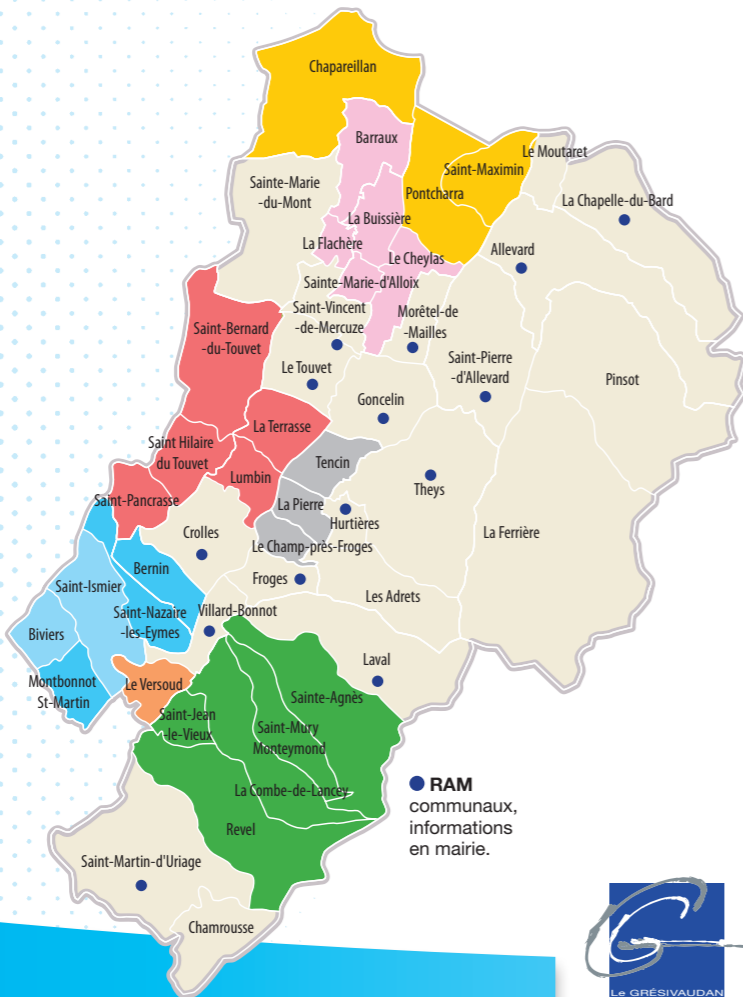 Chapareillan
Barraux
Le Moutaret
Saint-Maximin
Sainte-Marie
-du-Mont
Pontcharra
La Chapelle-du-Bard
La Buissière
La Flachère
Le Cheylas
Allevard
Sainte-Marie-d'Alloix
Saint-Vincent
-de-Mercuze
Morêtel-de
-Mailles
Saint-Bernard
-du-Touvet
Saint-Pierre
-d'Allevard
Le Touvet
Pinsot
Goncelin
La Terrasse
Saint Hilaire
du Touvet
Tencin
Lumbin
Theys
Saint-Pancrasse
La Pierre
Hurtières
Crolles
La Ferrière
Le Champ-près-Froges
Bernin
Froges
Saint-Ismier
Les Adrets
Saint-Nazaire
-les-Eymes
Villard-Bonnot
Biviers
Laval
Montbonnot
St-Martin
Le Versoud
Sainte-Agnès
Saint-Jean
-le-Vieux
Saint-Mury
Monteymond
La Combe-de-Lancey
RAM
communaux,
informations
en mairie.
Revel
Saint-Martin-d'Uriage
Chamrousse
Le GRÉSIVAUDAN